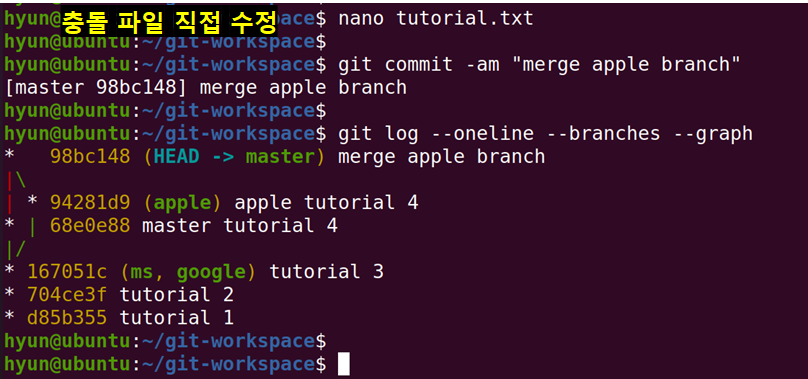 충돌 파일 직접 수정
hyun@ubuntu:~/git-workspace$ nano tutorial.txt
hyun@ubuntu:~/git-workspace$
hyun@ubuntu:~/git-workspace$ git commit -am "merge apple branch"
[master 98bc148] merge apple branch
hyun@ubuntu:~/git-workspace$
hyun@ubuntu:~/git-workspace$ git log --oneline --branches --graph
*   98bc148 (HEAD -> master) merge apple branch
|\
| * 94281d9 (apple) apple tutorial 4
* | 68e0e88 master tutorial 4
|/
* 167051c (ms, google) tutorial 3
* 704ce3f tutorial 2
* d85b355 tutorial 1
hyun@ubuntu:~/git-workspace$
hyun@ubuntu:~/git-workspace$